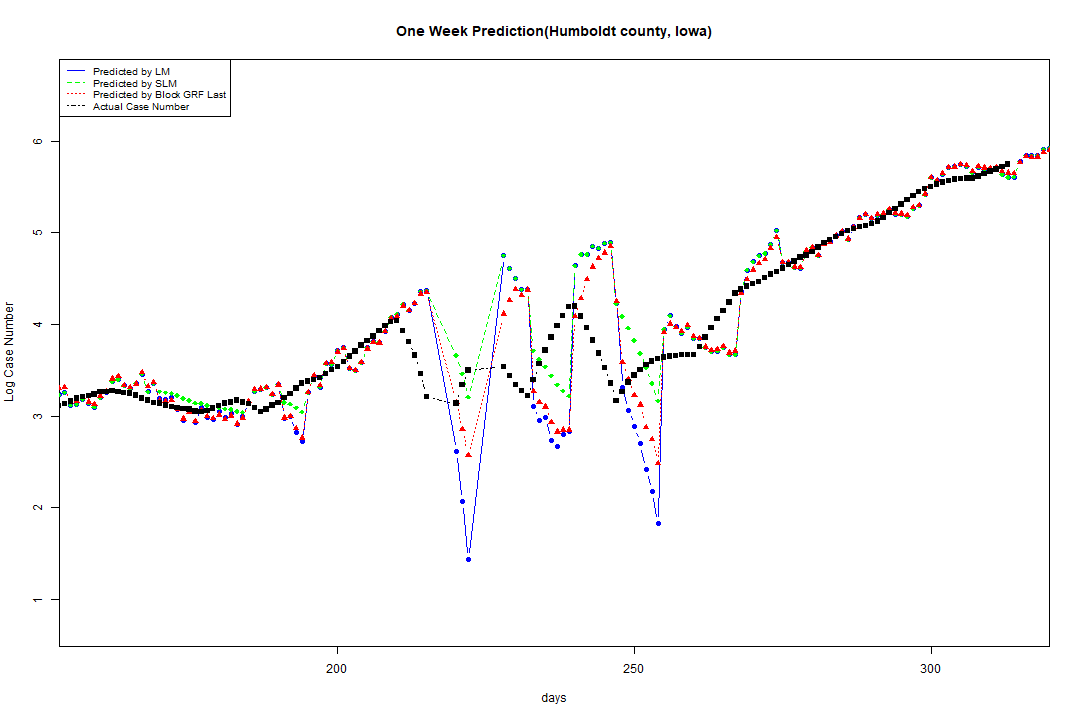 One Week Prediction(Humboldt county, Iowa)
Predicted by LM
Predicted by SLM
Predicted by Block GRF Last
Actual Case Number
6
5
4
3
2
1
Log Case Number
200 250 300
days